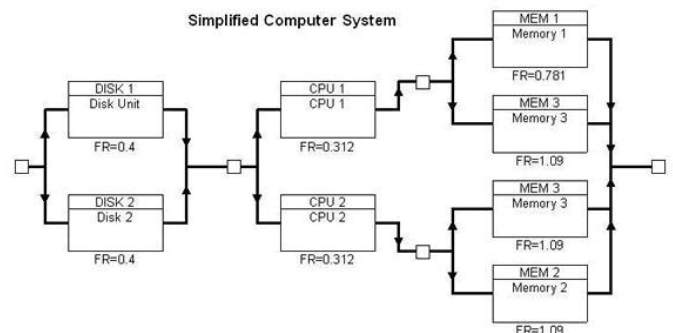 Simplified Computer System
DISK 1
Disk Unit
FR=0.4
DISK 2
Disk 2
FR=0.4
CPU 1
CPU 1
FR=0.312
CPU 2
CPU 2
FR=0.312
MEM 1
Memory 1
FR=0.781
MEM 3
Memory 3
FR=1.09
MEM 3
Memory 3
FR=1.09
MEM 2
Memory 2
FR=1.09